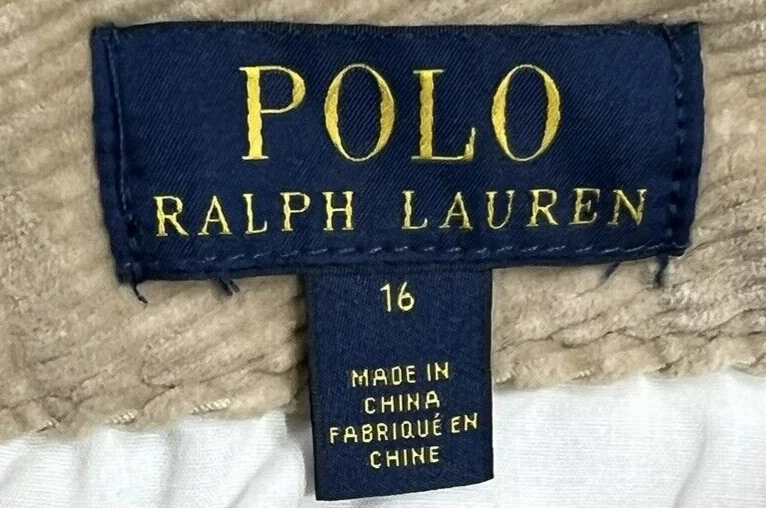 POLO
RALPH LAUREN
16
MADE IN
CHINA
FABRIQUÉ EN
CHINE